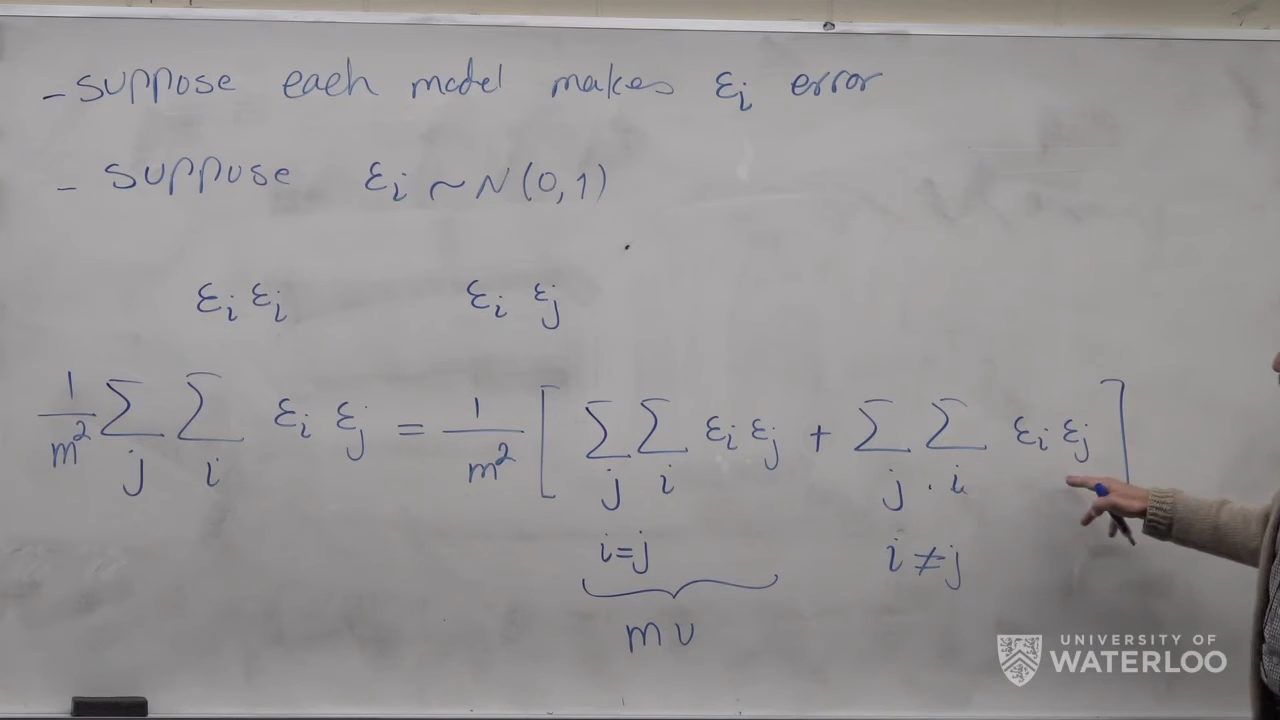 - suppose each model makes εᵢ error
- suppose εᵢ ~ N(0,1)
εᵢ εᵢ εᵢ εⱼ
1/m² Σⱼ Σᵢ εᵢ εⱼ = 1/m² [ Σⱼ Σᵢ εᵢ εⱼ + Σⱼ Σᵢ εᵢ εⱼ ]
i=j i≠j
mν
UNIVERSITY OF
WATERLOO